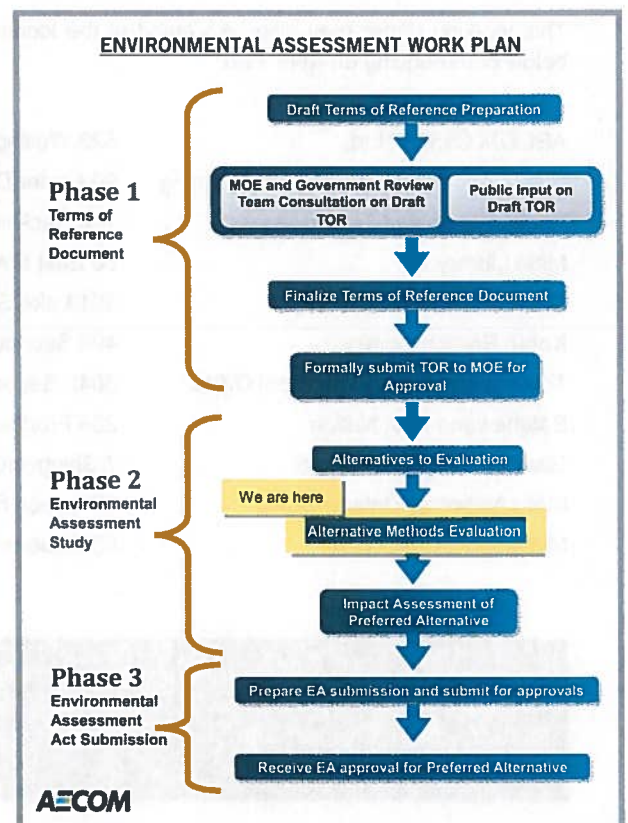 ENVIRONMENTAL ASSESSMENT WORK PLAN
Phase 1
Terms of
Reference
Document
Draft Terms of Reference Preparation
MOE and Government Review
Team Consultation on Draft
TOR
Public Input on
Draft TOR
Finalize Terms of Reference Document
Formally submit TOR to MOE for
Approval
Phase 2
Environmental
Assessment
Study
Alternatives to Evaluation
We are here
Alternative Methods Evaluation
Impact Assessment of
Preferred Alternative
Phase 3
Environmental
Assessment
Act Submission
Prepare EA submission and submit for approvals
Receive EA approval for Preferred Alternative
AECOM